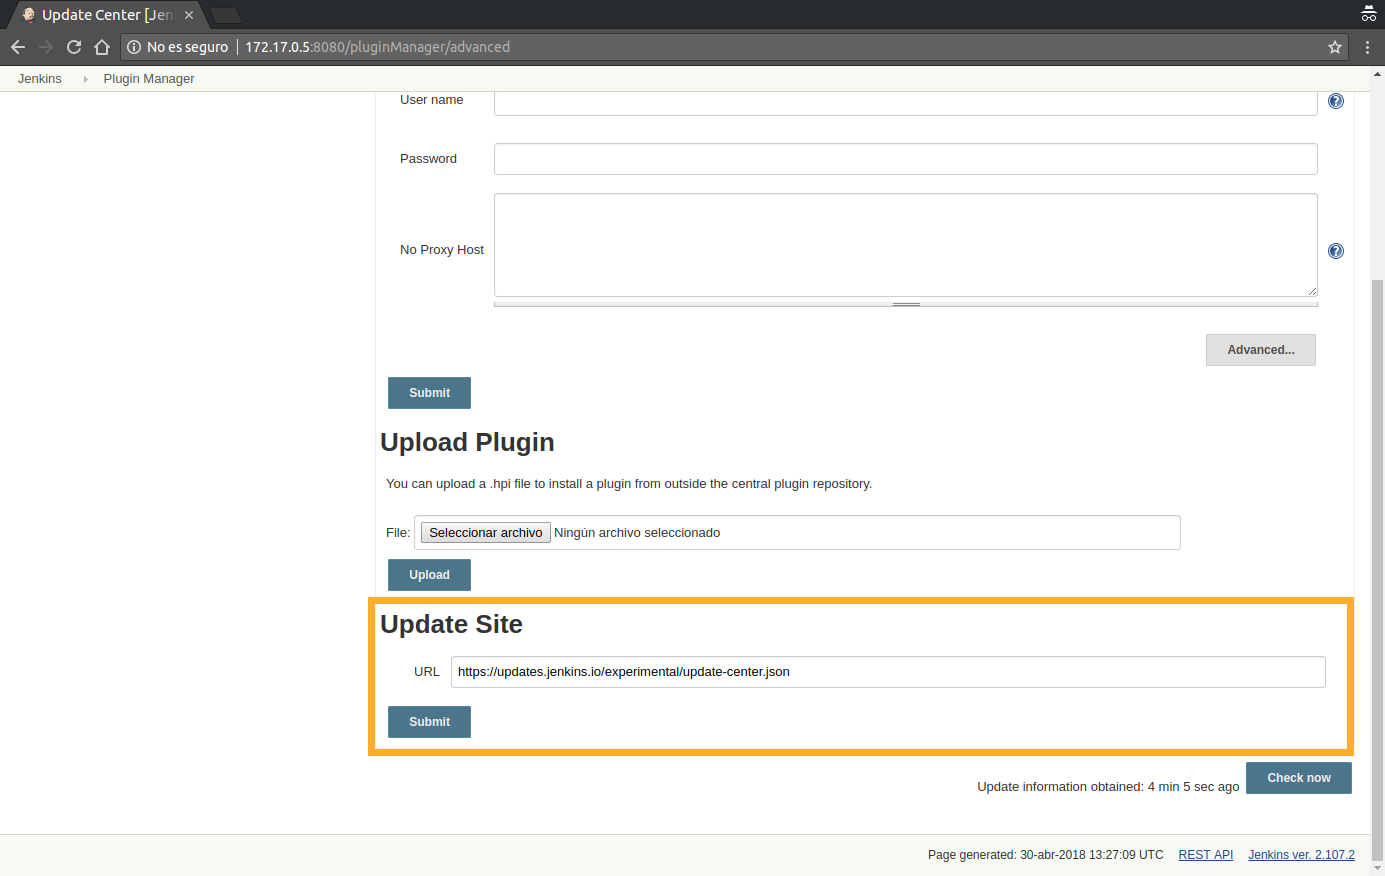 Update Center [Jen
No es seguro | 172.17.0.5:8080/pluginManager/advanced
Jenkins Plugin Manager
User name
Password
No Proxy Host
Advanced...
Submit
Upload Plugin
You can upload a .hpi file to install a plugin from outside the central plugin repository.
File: Seleccionar archivo Ningún archivo seleccionado
Upload
Update Site
URL https://updates.jenkins.io/experimental/update-center.json
Submit
Update information obtained: 4 min 5 sec ago Check now
Page generated: 30-abr-2018 13:27:09 UTC REST API Jenkins ver. 2.107.2